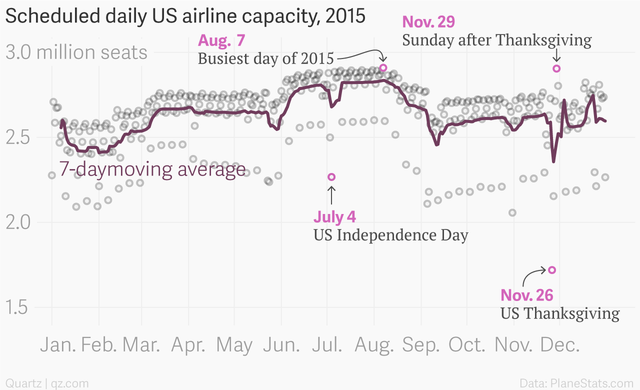 Scheduled daily US airline capacity, 2015
Nov. 29
Sunday after Thanksgiving
Aug. 7
Busiest day of 2015
3.0 million seats
2.5
7-daymoving average
2.0
July 4
US Independence Day
Nov. 26
US Thanksgiving
1.5
Jan. Feb. Mar. Apr. May Jun. Jul. Aug. Sep. Oct. Nov. Dec.
Quartz | qz.com Data: PlaneStats.com